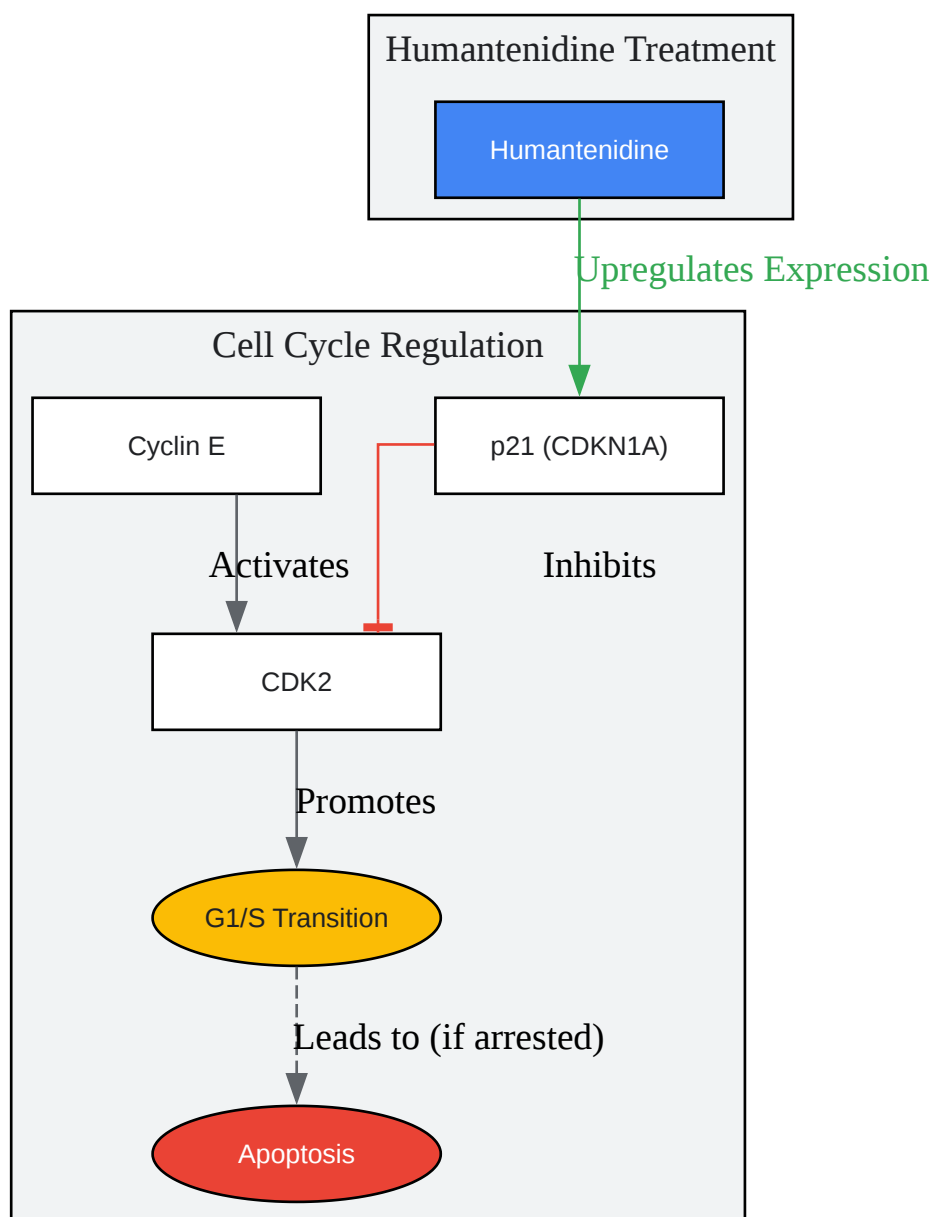 Humantenidine Treatment
Humantenidine
Upregulates Expression
Cell Cycle Regulation
Cyclin E
p21 (CDKN1A)
Activates
Inhibits
CDK2
Promotes
G1/S Transition
Leads to (if arrested)
Apoptosis